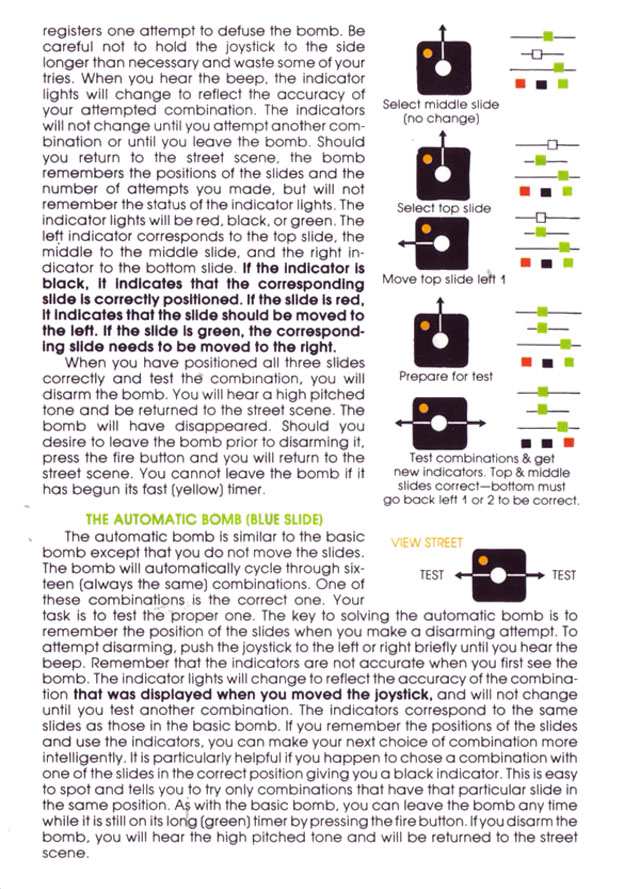 registers one attempt to defuse the bomb. Be
careful not to hold the joystick to the side
longer than necessary and waste some of your
tries. When you hear the beep, the indicator
lights will change to reflect the accuracy of
your attempted combination. The indicators
will not change until you attempt another com-
bination or until you leave the bomb. Should
you return to the street scene, the bomb
remembers the positions of the slides and the
number of attempts you made, but will not
remember the status of the indicator lights. The
indicator lights will be red, black, or green. The
left indicator corresponds to the top slide, the
middle to the middle slide, and the right in-
dicator to the bottom slide. If the indicator is
black, it indicates that the corresponding
slide is correctly positioned. If the slide is red,
it indicates that the slide should be moved to
the left. If the slide is green, the correspond-
ing slide needs to be moved to the right.
When you have positioned all three slides
correctly and test the combination, you will
disarm the bomb. You will hear a high pitched
tone and be returned to the street scene. The
bomb will have disappeared. Should you
desire to leave the bomb prior to disarming it,
press the fire button and you will return to the
street scene. You cannot leave the bomb if it
has begun its fast (yellow) timer.
Select middle slide
(no change)
Select top slide
Move top slide left 1
Prepare for test
Test combinations & get
new indicators. Top & middle
slides correct—bottom must
go back left 1 or 2 to be correct.
THE AUTOMATIC BOMB (BLUE SLIDE)
The automatic bomb is similar to the basic
bomb except that you do not move the slides.
The bomb will automatically cycle through six-
teen (always the same) combinations. One of
these combinations is the correct one. Your
VIEW STREET
TEST TEST
task is to test the proper one. The key to solving the automatic bomb is to
remember the position of the slides when you make a disarming attempt. To
attempt disarming, push the joystick to the left or right briefly until you hear the
beep. Remember that the indicators are not accurate when you first see the
bomb. The indicator lights will change to reflect the accuracy of the combina-
tion that was displayed when you moved the joystick, and will not change
until you test another combination. The indicators correspond to the same
slides as those in the basic bomb. If you remember the positions of the slides
and use the indicators, you can make your next choice of combination more
intelligently. It is particularly helpful if you happen to chose a combination with
one of the slides in the correct position giving you a black indicator. This is easy
to spot and tells you to try only combinations that have that particular slide in
the same position. As with the basic bomb, you can leave the bomb any time
while it is still on its long (green) timer by pressing the fire button. If you disarm the
bomb, you will hear the high pitched tone and will be returned to the street
scene.